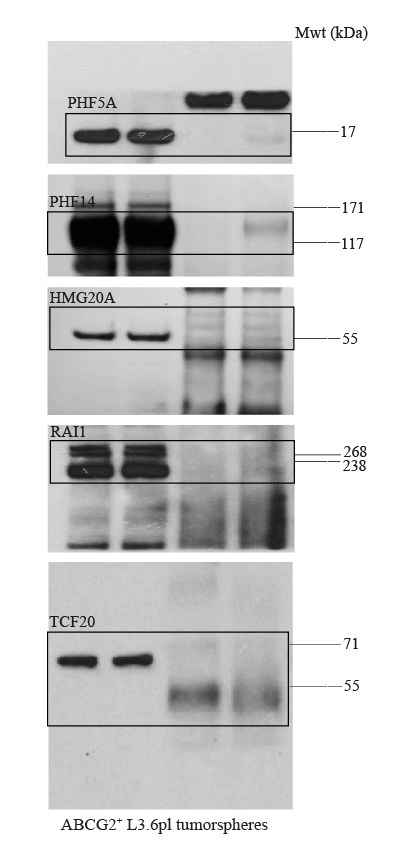 Mwt (kDa)
PHF5A
17
PHF14
171
117
HMG20A
55
RAI1
268
238
TCF20
71
55
ABCG2⁺ L3.6pl tumorspheres